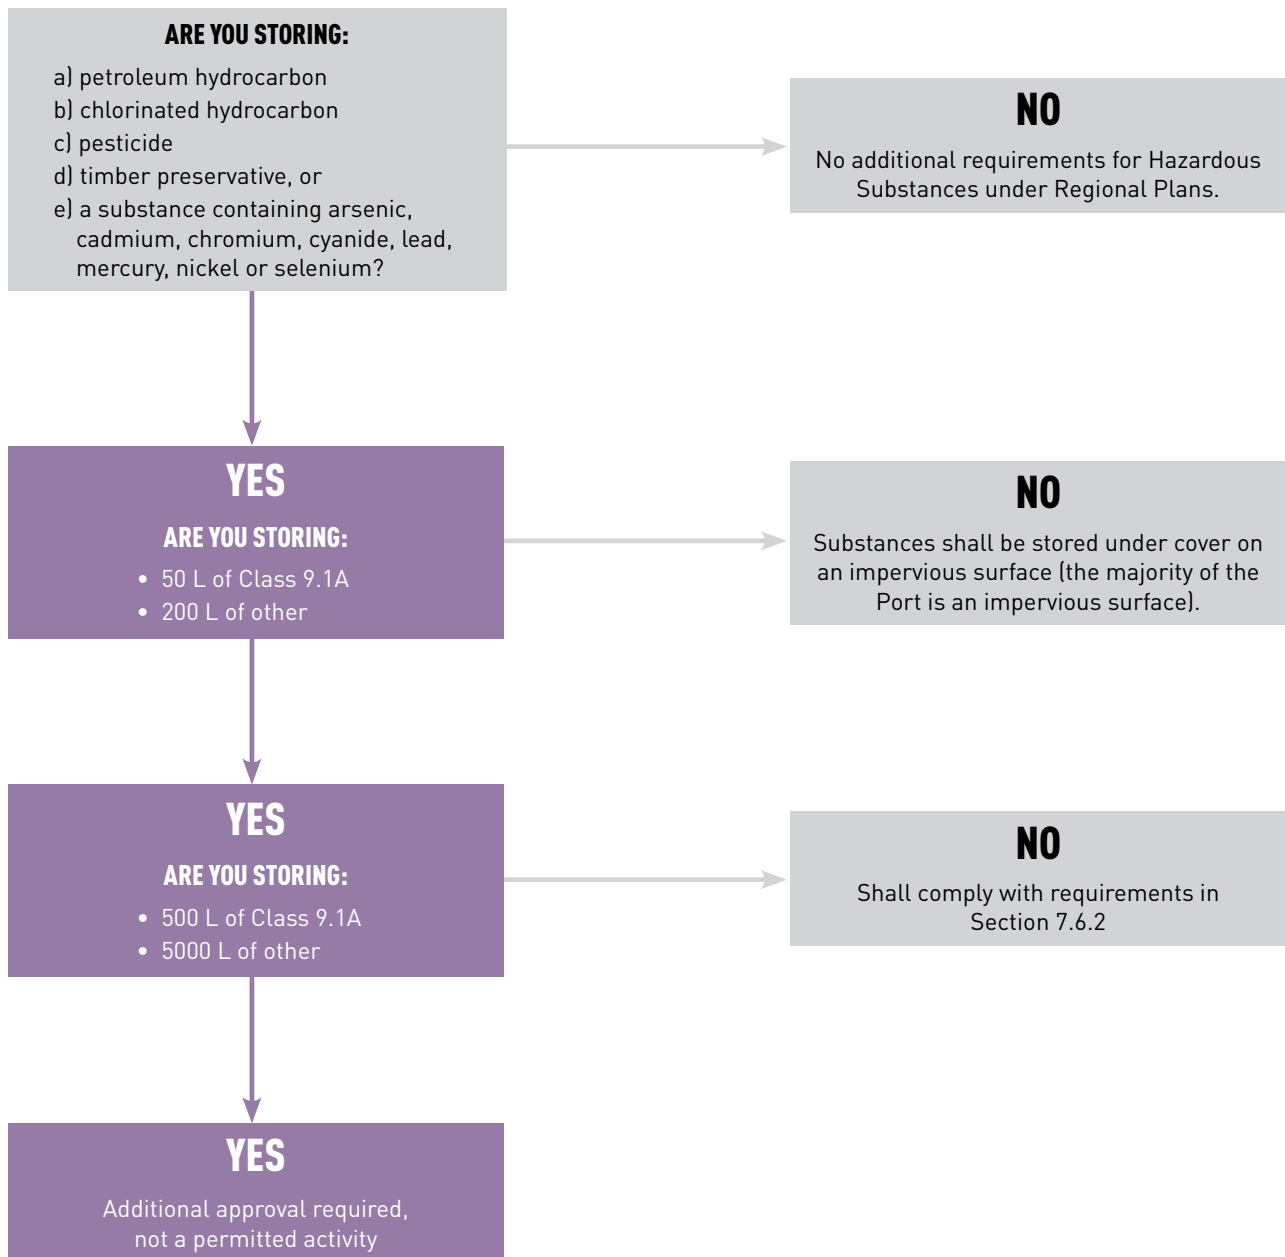 ARE YOU STORING:
a) petroleum hydrocarbon
b) chlorinated hydrocarbon
c) pesticide
d) timber preservative, or
e) a substance containing arsenic,
cadmium, chromium, cyanide, lead,
mercury, nickel or selenium?
NO
No additional requirements for Hazardous
Substances under Regional Plans.
YES
ARE YOU STORING:
• 50 L of Class 9.1A
• 200 L of other
NO
Substances shall be stored under cover on
an impervious surface (the majority of the
Port is an impervious surface).
YES
ARE YOU STORING:
• 500 L of Class 9.1A
• 5000 L of other
NO
Shall comply with requirements in
Section 7.6.2
YES
Additional approval required,
not a permitted activity